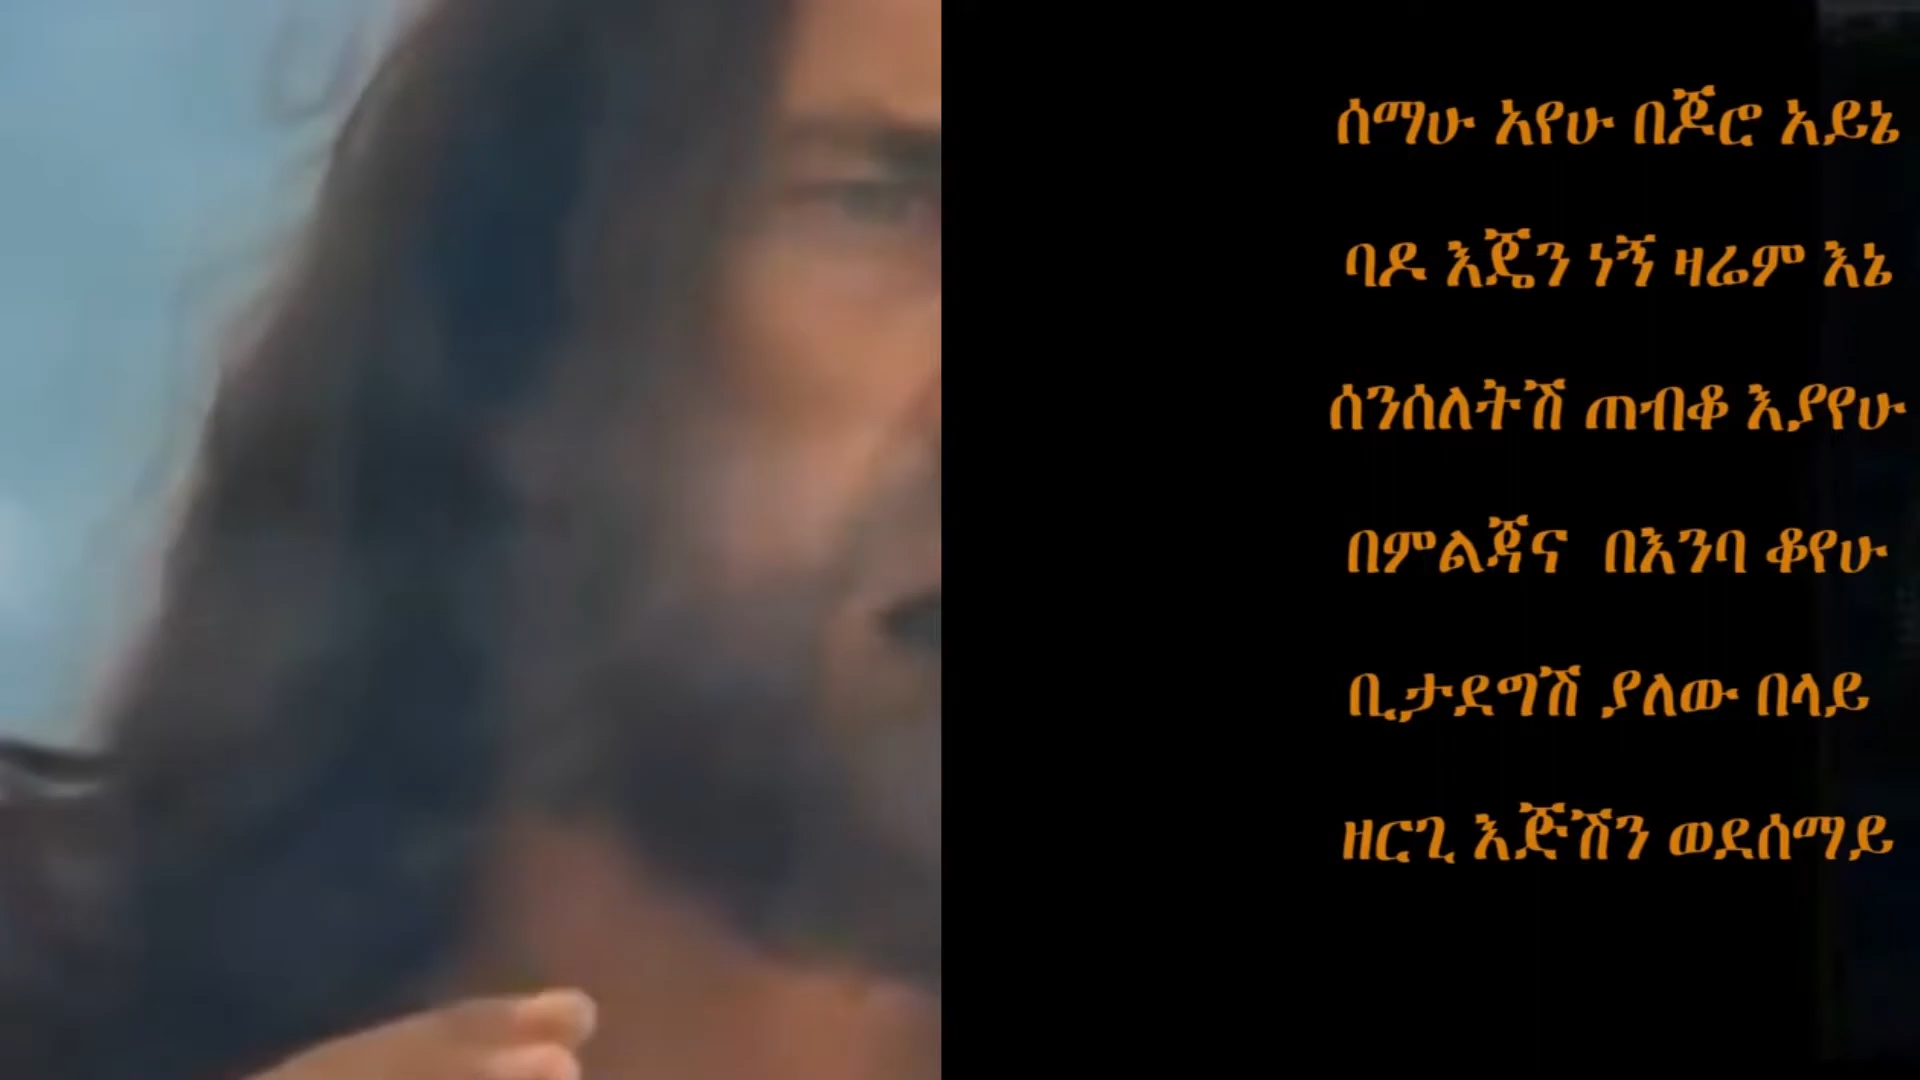 ሰማሁ አየሁ በጆሮ አይኔ
ባዶ እጄን ነኝ ዛሬም እኔ
ሰንሰለትሽ ጠብቆ እያየሁ
በምልጃና በእንባ ቆየሁ
ቢታደግሽ ያለው በላይ
ዘርጊ እጅሽን ወደሰማይ